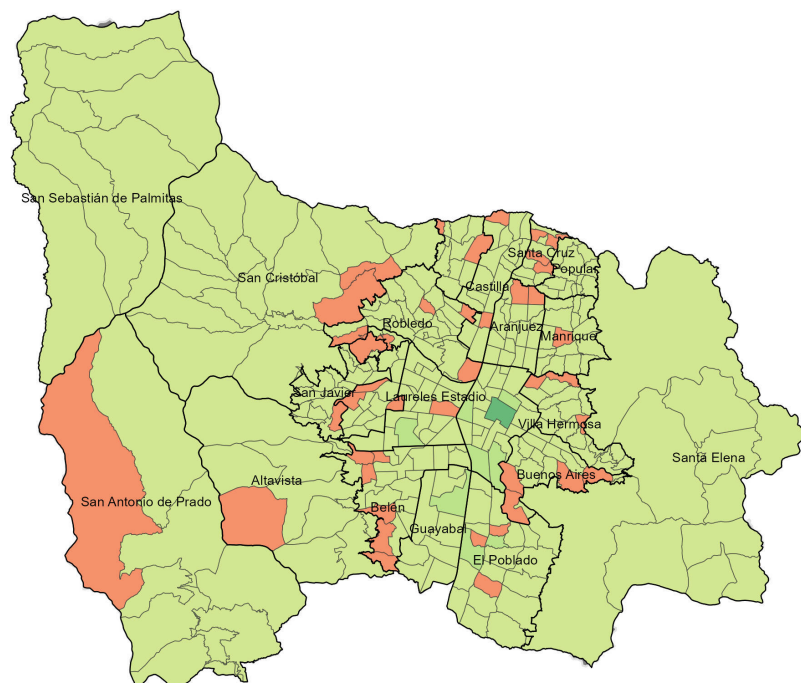 San Sebastián de Palmitas
San Cristóbal
Santa Cruz
Popular
Castilla
Robledo
Aranjuez
Manrique
San Javier
Laureles Estadio
Villa Hermosa
Santa Elena
Buenos Aires
Altavista
San Antonio de Prado
Belén
Guayabal
El Poblado